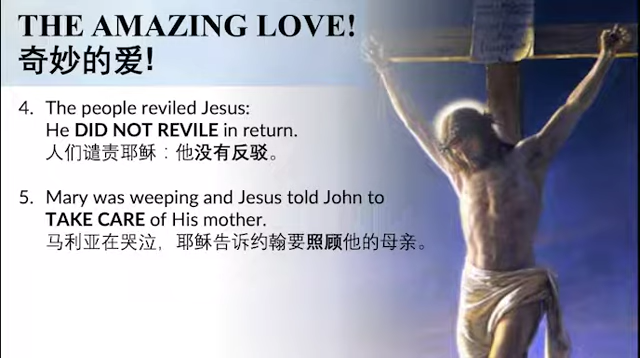 THE AMAZING LOVE!
奇妙的爱!
4. The people reviled Jesus:
He DID NOT REVILE in return.
人们谴责耶稣：他没有反驳。
5. Mary was weeping and Jesus told John to
TAKE CARE of His mother.
马利亚在哭泣，耶稣告诉约翰要照顾他的母亲。